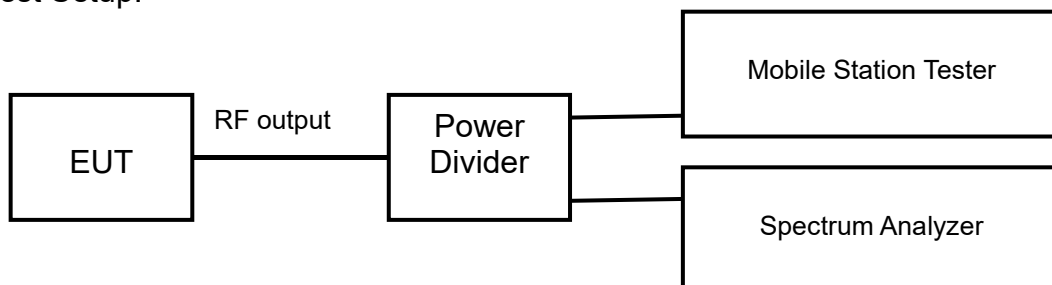 EUT
RF output
Power
Divider
Mobile Station Tester
Spectrum Analyzer